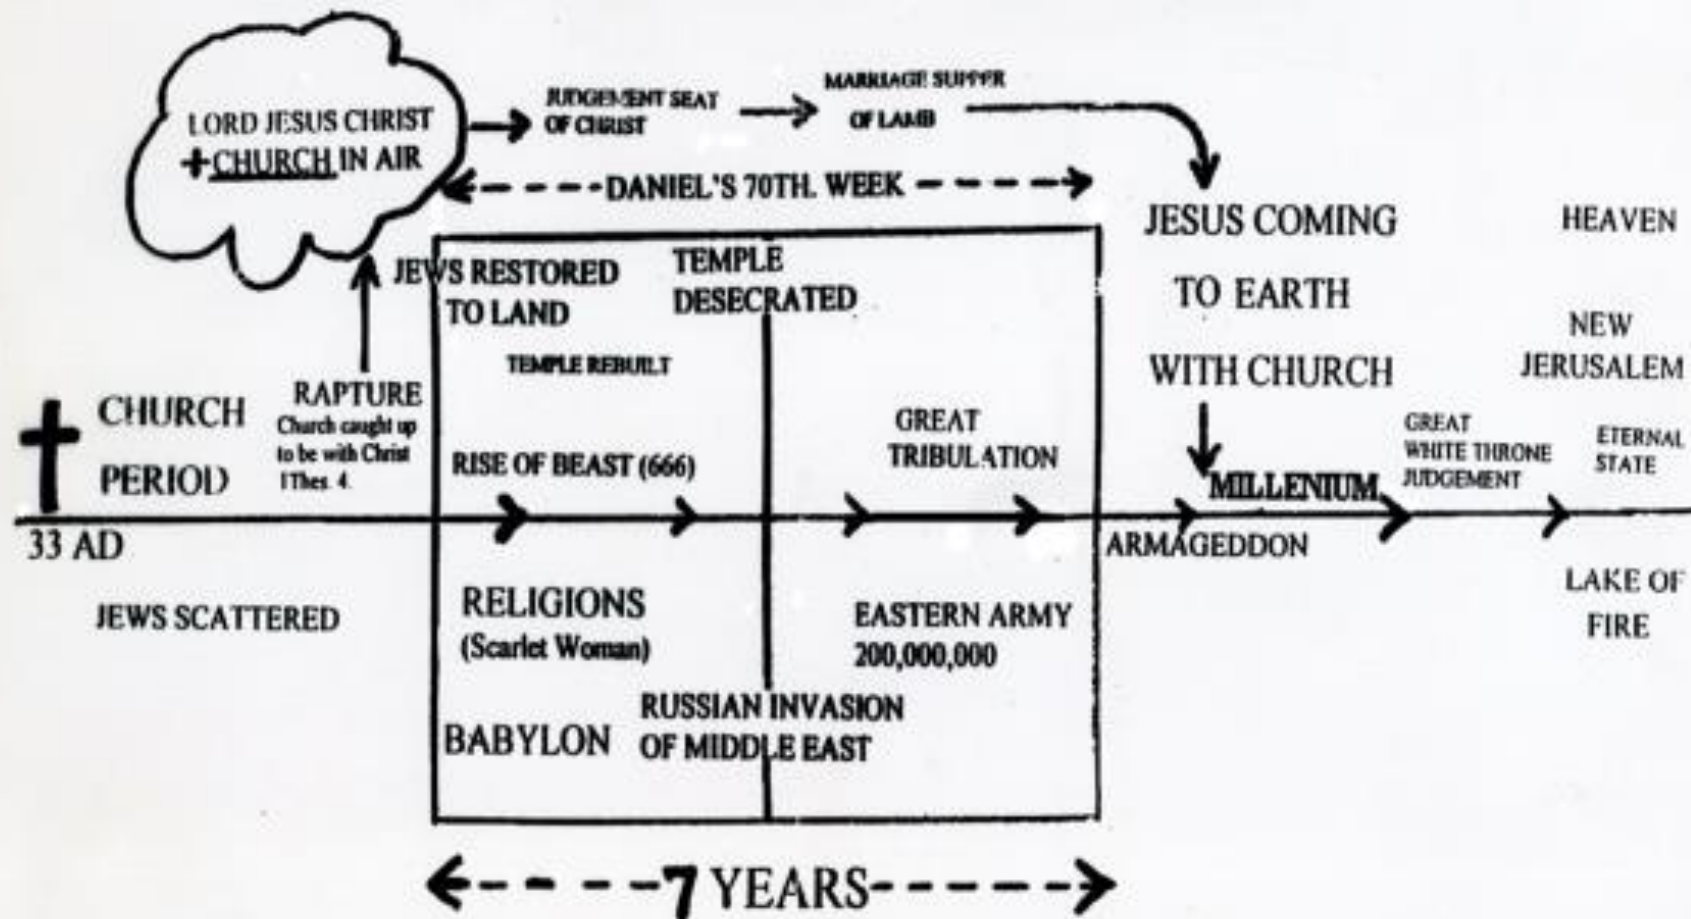 LORD JESUS CHRIST
+CHURCH IN AIR
JUDGEMENT SEAT
OF CHRIST
MARRIAGE SUPPER
OF LAMB
DANIEL'S 70TH. WEEK
JESUS COMING
TO EARTH
WITH CHURCH
HEAVEN
NEW
JERUSALEM
JEWS RESTORED
TO LAND
TEMPLE
DESECRATED
TEMPLE REBUILT
CHURCH
PERIOD
RAPTURE
Church caught up
to be with Christ
1Thes. 4.
RISE OF BEAST (666)
GREAT
TRIBULATION
MILLENIUM
GREAT
WHITE THRONE
JUDGEMENT
ETERNAL
STATE
33 AD
ARMAGEDDON
JEWS SCATTERED
RELIGIONS
(Scarlet Woman)
EASTERN ARMY
200,000,000
LAKE OF
FIRE
BABYLON
RUSSIAN INVASION
OF MIDDLE EAST
7 YEARS